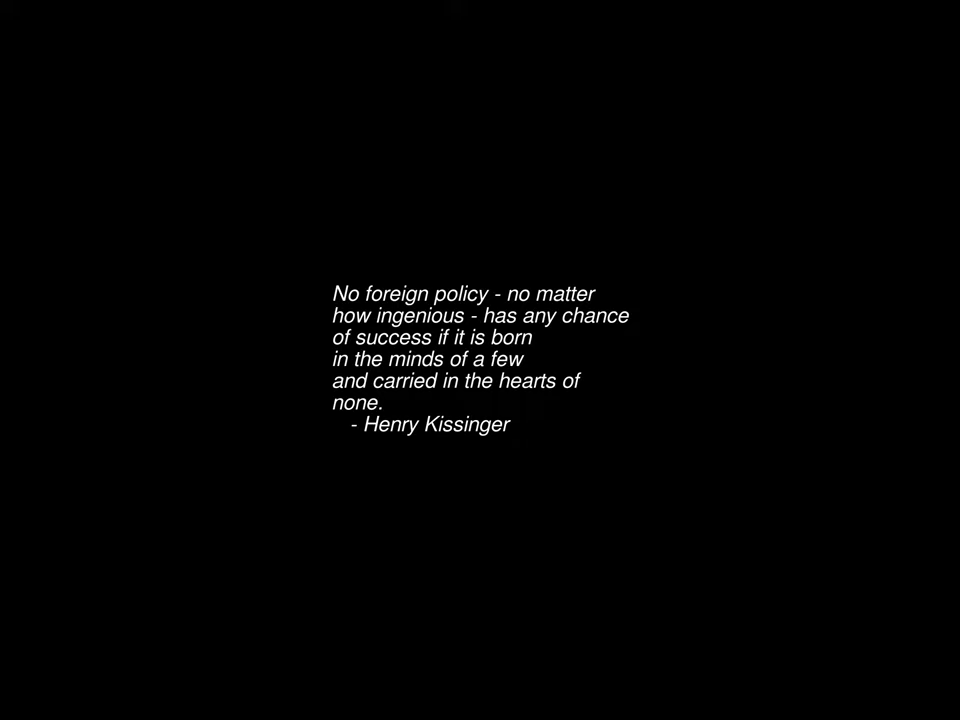 No foreign policy - no matter
how ingenious - has any chance
of success if it is born
in the minds of a few
and carried in the hearts of
none.
- Henry Kissinger